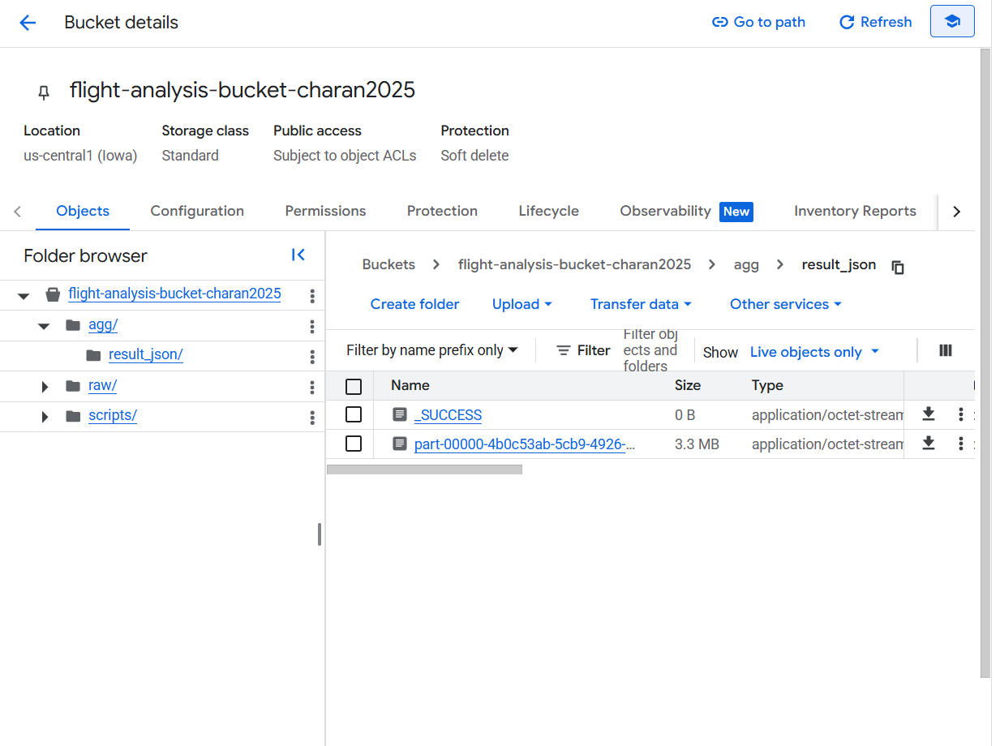 Bucket details
Go to path
Refresh
flight-analysis-bucket-charan2025
Location
Storage class
Public access
Protection
us-central1 (Iowa)
Standard
Subject to object ACLs
Soft delete
Objects
Configuration
Permissions
Protection
Lifecycle
Observability New
Inventory Reports
Folder browser
flight-analysis-bucket-charan2025
agg/
result_json/
raw/
scripts/
Buckets > flight-analysis-bucket-charan2025 > agg > result_json
Create folder
Upload
Transfer data
Other services
Filter by name prefix only
Filter
Filter obj
ects and
folders
Show Live objects only
Name Size Type
_SUCCESS 0 B application/octet-stream
part-00000-4b0c53ab-5cb9-4926-... 3.3 MB application/octet-stream